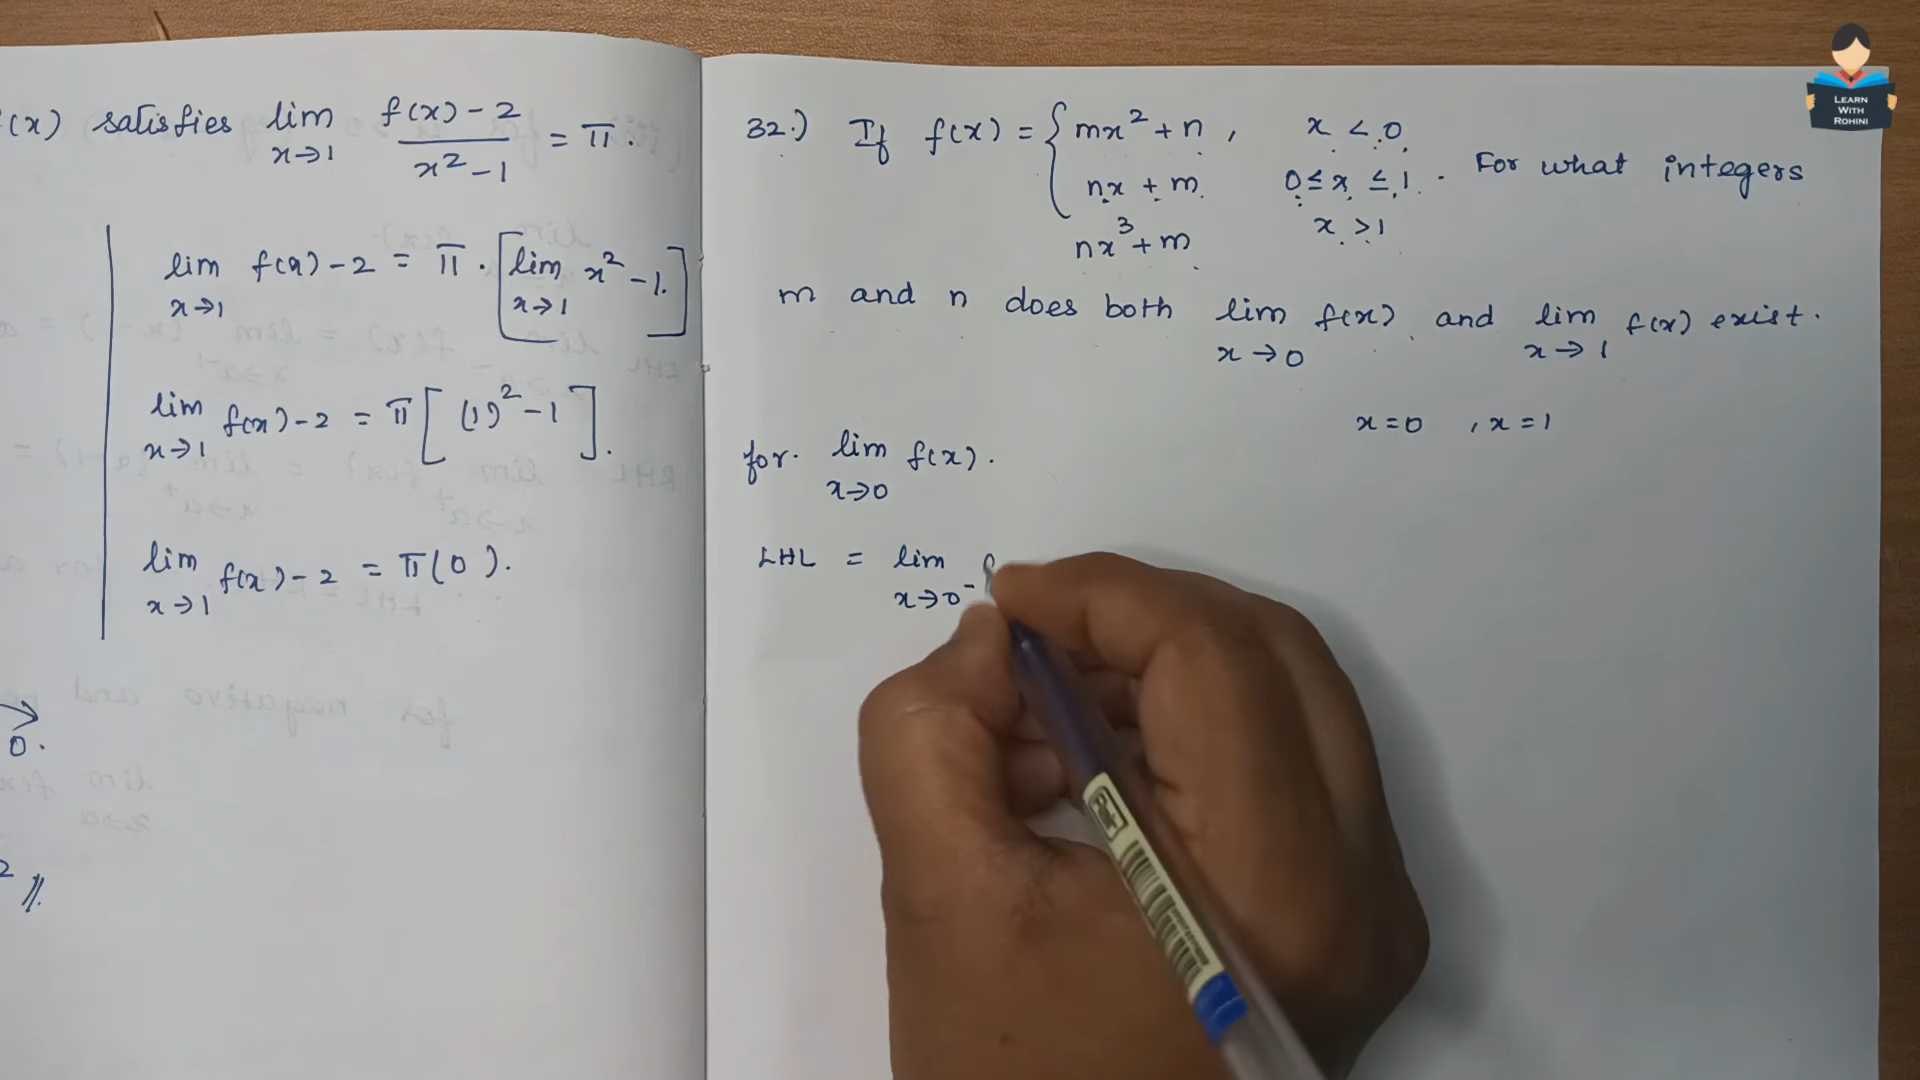 (x) satisfies lim x→1 f(x) - 2 / x² - 1 = π.
lim x→1 f(x) - 2 = π . [lim x→1 x² - 1.]
lim x→1 f(x) - 2 = π [(1)² - 1].
lim x→1 f(x) - 2 = π(0).
0.
2 //.
32.) If f(x) = { mx² + n , x < 0
nx + m 0 ≤ x ≤ 1 . For what integers
nx³ + m x > 1
m and n does both lim x→0 f(x) and lim x→1 f(x) exist.
x = 0 , x = 1
for. lim x→0 f(x).
LHL = lim x→0⁻ f
LEARN
WITH
ROHINI